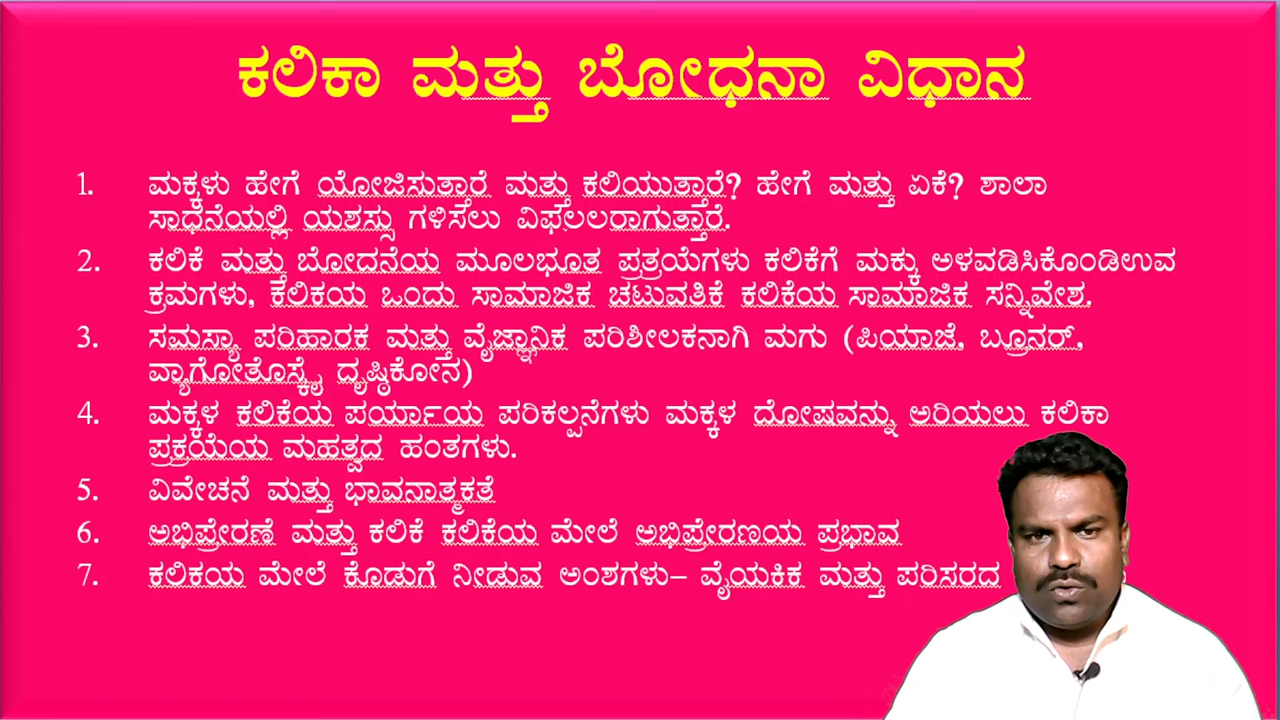 ಕಲಿಕಾ ಮತ್ತು ಬೋಧನಾ ವಿಧಾನ
1. ಮಕ್ಕಳು ಹೇಗೆ ಯೋಜಿಸುತ್ತಾರೆ ಮತ್ತು ಕಲಿಯುತ್ತಾರೆ? ಹೇಗೆ ಮತ್ತು ಏಕೆ? ಶಾಲಾ
ಸಾಧನೆಯಲ್ಲಿ ಯಶಸ್ಸು ಗಳಿಸಲು ವಿಫಲಲರಾಗುತ್ತಾರೆ.
2. ಕಲಿಕೆ ಮತ್ತು ಬೋದನೆಯ ಮೂಲಭೂತ ಪ್ರತ್ರಯೆಗಳು ಕಲಿಕೆಗೆ ಮಕ್ಕು ಅಳವಡಿಸಿಕೊಂಡಿಉವ
ಕ್ರಮಗಳು, ಕಲಿಕಯ ಒಂದು ಸಾಮಾಜಿಕ ಚಟುವತಿಕೆ ಕಲಿಕೆಯ ಸಾಮಾಜಿಕ ಸನ್ನಿವೇಶ.
3. ಸಮಸ್ಯಾ ಪರಿಹಾರಕ ಮತ್ತು ವೈಜ್ಞಾನಿಕ ಪರಿಶೀಲಕನಾಗಿ ಮಗು (ಪಿಯಾಜೆ, ಬ್ರೂನರ್,
ವ್ಯಾಗೋತೊಸ್ಕೈ ದೃಷ್ಠಿಕೋನ)
4. ಮಕ್ಕಳ ಕಲಿಕೆಯ ಪರ್ಯಾಯ ಪರಿಕಲ್ಪನೆಗಳು ಮಕ್ಕಳ ದೋಷವನ್ನು ಅರಿಯಲು ಕಲಿಕಾ
ಪ್ರಕ್ರಯೆಯ ಮಹತ್ವದ ಹಂತಗಳು.
5. ವಿವೇಚನೆ ಮತ್ತು ಭಾವನಾತ್ಮಕತೆ
6. ಅಭಿಪ್ರೇರಣೆ ಮತ್ತು ಕಲಿಕೆ ಕಲಿಕೆಯ ಮೇಲೆ ಅಭಿಪ್ರೇರಣಯ ಪ್ರಭಾವ
7. ಕಲಿಕಯ ಮೇಲೆ ಕೊಡುಗೆ ನೀಡುವ ಅಂಶಗಳು– ವೈಯಕಿಕ ಮತ್ತು ಪರಿಸರದ